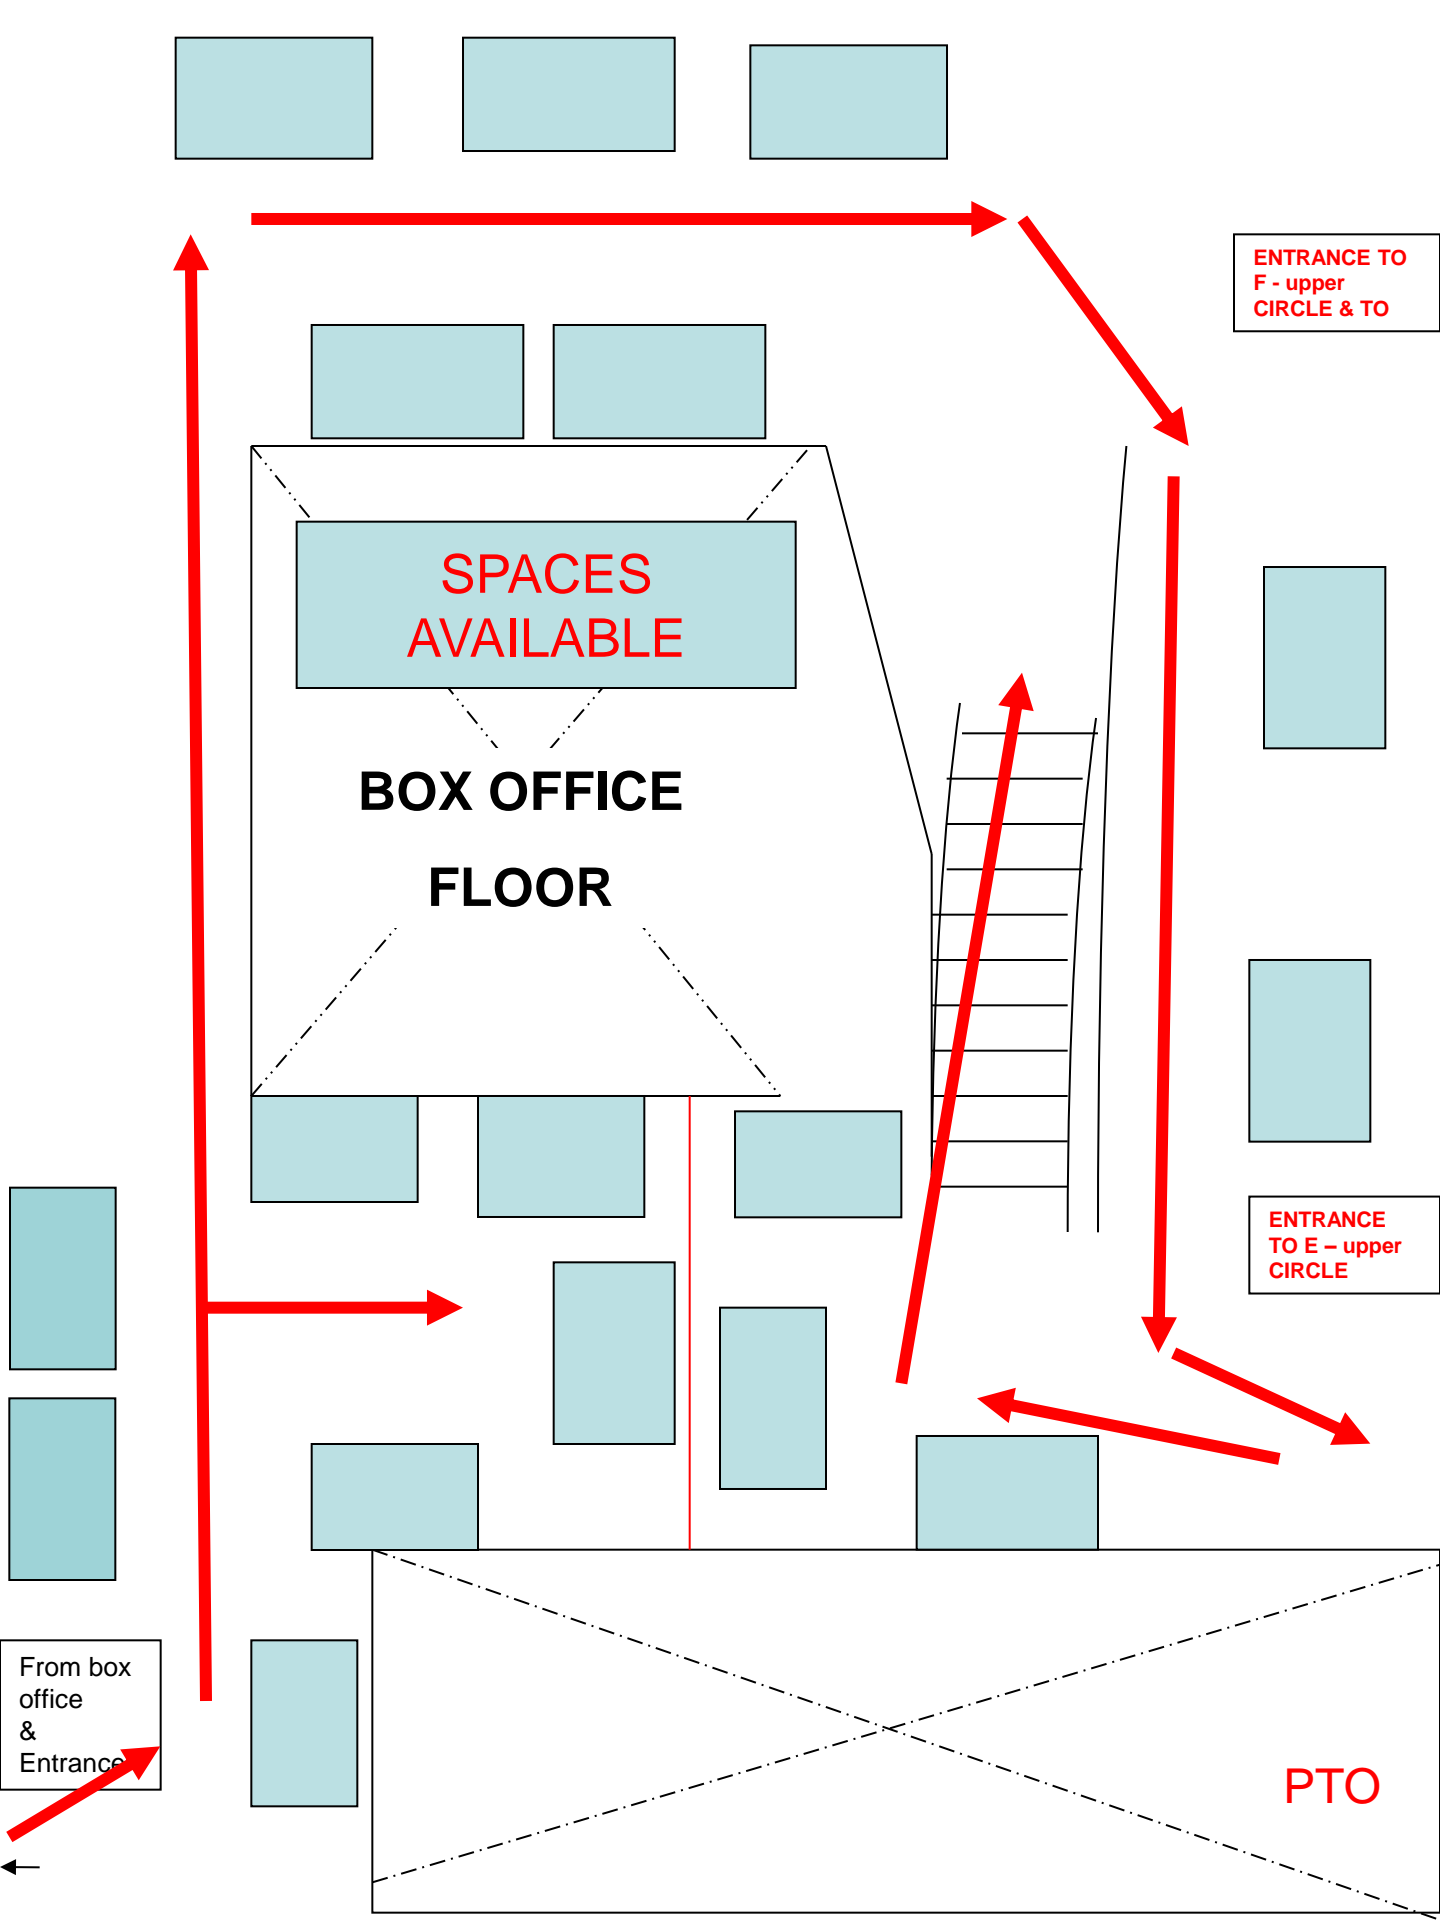 ENTRANCE TO
F - upper
CIRCLE & TO
SPACES
AVAILABLE
BOX OFFICE
FLOOR
ENTRANCE
TO E – upper
CIRCLE
From box
office
&
Entrance
PTO